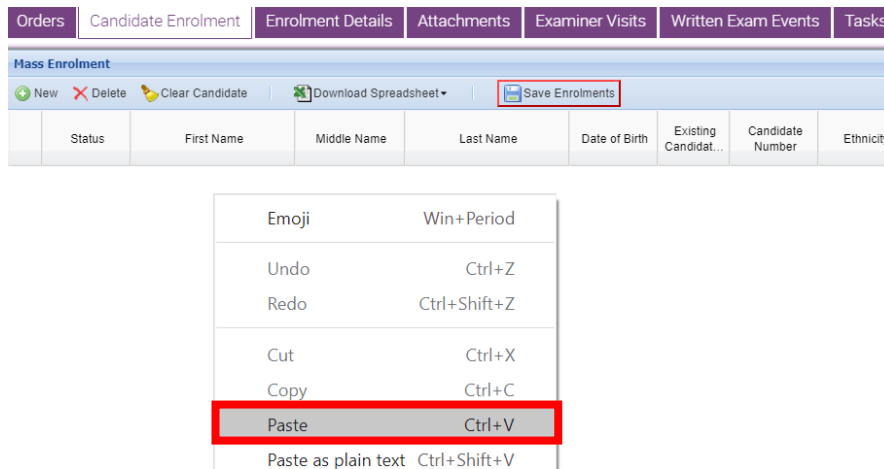 Orders Candidate Enrolment Enrolment Details Attachments Examiner Visits Written Exam Events Tasks
Mass Enrolment
New Delete Clear Candidate Download Spreadsheet Save Enrolments
Status First Name Middle Name Last Name Date of Birth Existing Candidat... Candidate Number Ethnicity
Emoji Win+Period
Undo Ctrl+Z
Redo Ctrl+Shift+Z
Cut Ctrl+X
Copy Ctrl+C
Paste Ctrl+V
Paste as plain text Ctrl+Shift+V